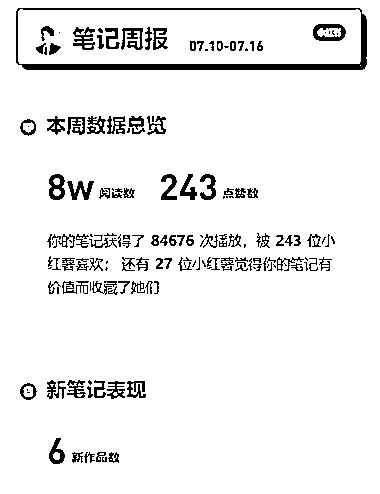 笔记周报 07.10-07.16 小红书
本周数据总览
8w 阅读数 243 点赞数
你的笔记获得了 84676 次播放，被 243 位小
红薯喜欢；还有 27 位小红薯觉得你的笔记有
价值而收藏了她们
新笔记表现
6 新作品数